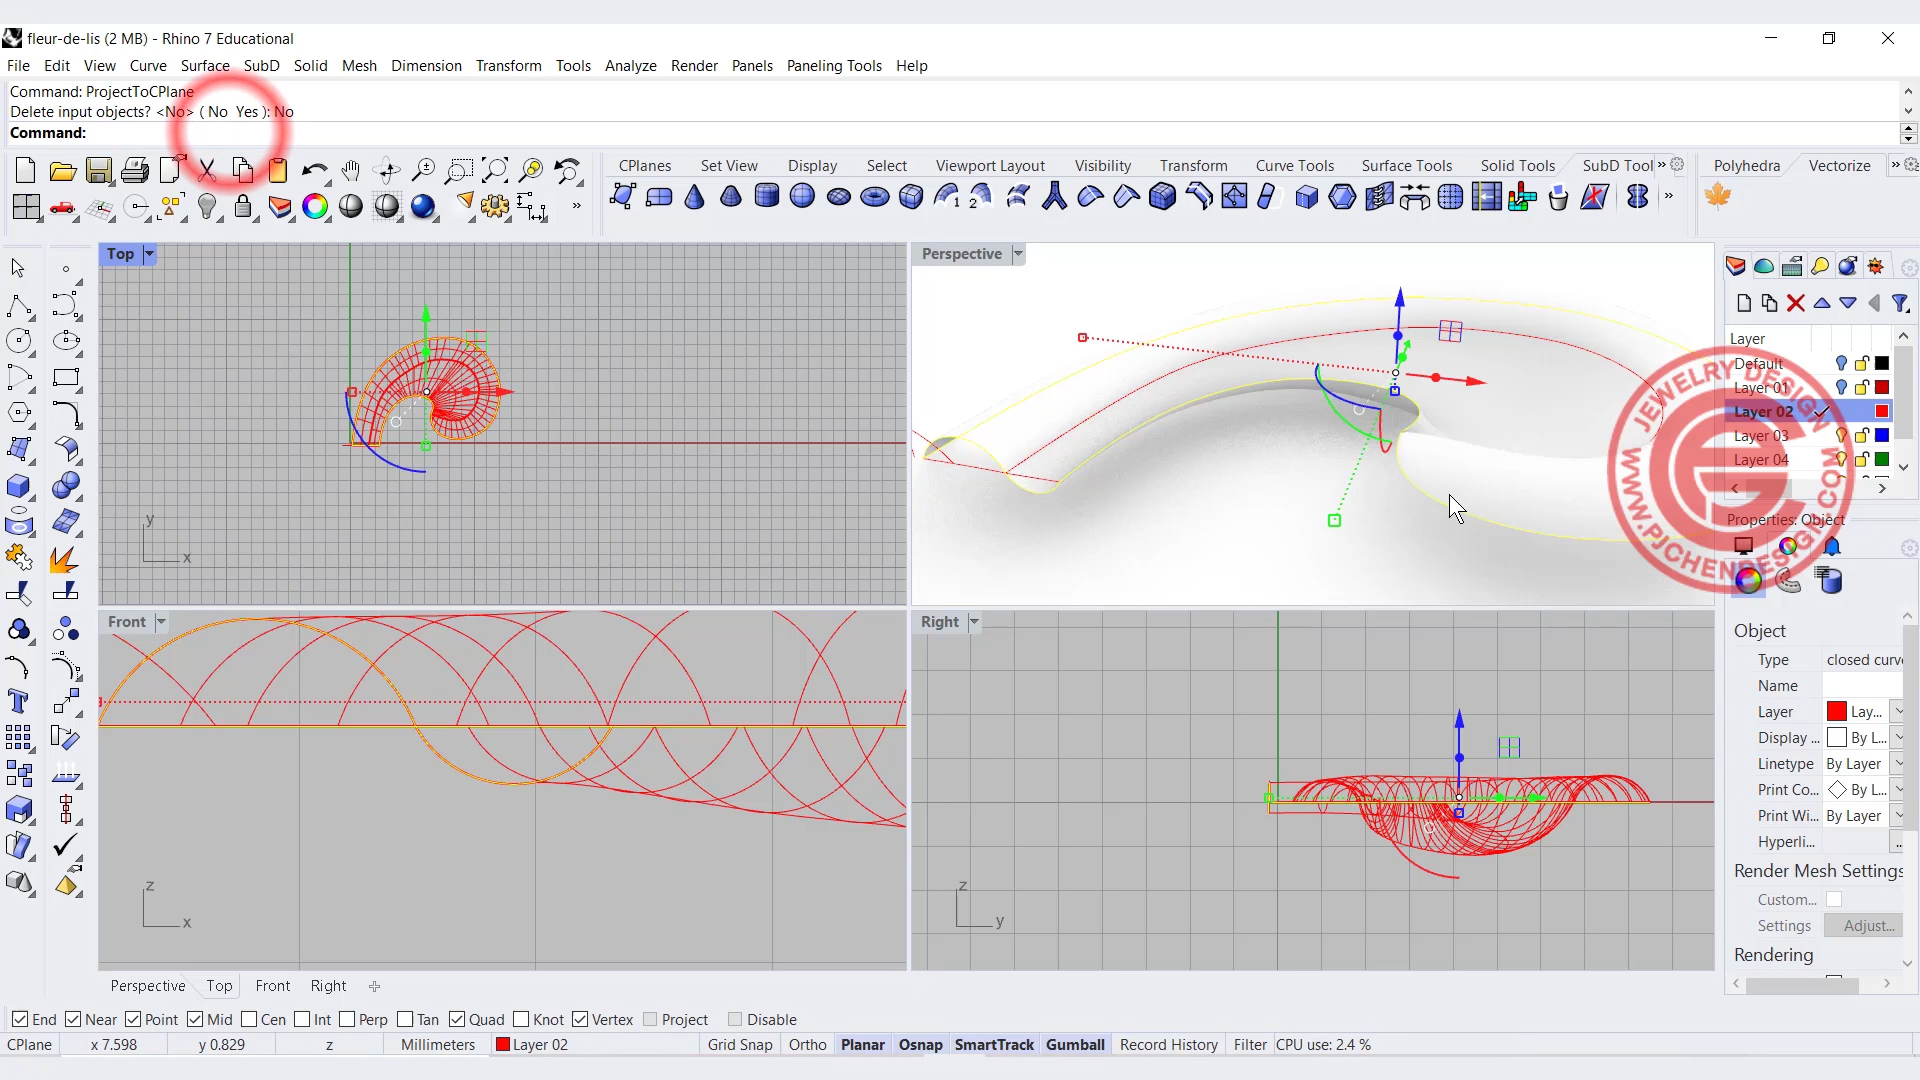 fleur-de-lis (2 MB) - Rhino 7 Educational
File Edit View Curve Surface SubD Solid Mesh Dimension Transform Tools Analyze Render Panels Paneling Tools Help
Command: ProjectToCPlane
Delete input objects? <No> ( No Yes ): No
Command:
CPlanes Set View Display Select Viewport Layout Visibility Transform Curve Tools Surface Tools Solid Tools SubD Tool » Polyhedra Vectorize »
Top
Perspective
Layer
Default
Layer 01
Layer 02
Layer 03
Layer 04
JEWELRY DESIGN
WWW.PJCHENDESIGN.COM
Properties: Object
y
x
Front
Right
Object
Type closed curv
Name
Layer Lay...
Display ... By L...
Linetype By Layer
Print Co... By L...
Print Wi... By Layer
Hyperli... ...
Render Mesh Settings
Custom...
Settings Adjust...
Rendering
z
x
z
y
Perspective Top Front Right
End Near Point Mid Cen Int Perp Tan Quad Knot Vertex Project Disable
CPlane x 7.598 y 0.829 z Millimeters Layer 02 Grid Snap Ortho Planar Osnap SmartTrack Gumball Record History Filter CPU use: 2.4 %